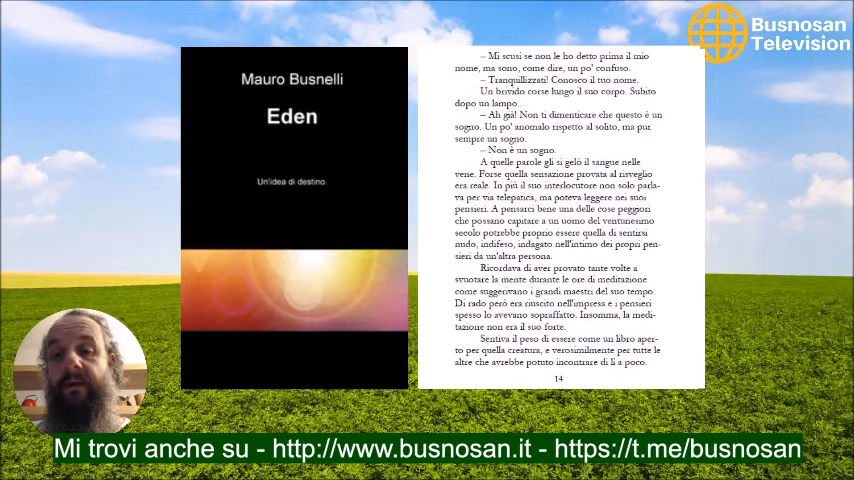 Busnosan
Television
Mauro Busnelli
Eden
Un'idea di destino.
– Mi scusi se non le ho detto prima il mio
nome, ma sono, come dire, un po' confuso.
– Tranquillizzati! Conosco il tuo nome.
Un brivido corse lungo il suo corpo. Subito
dopo un lampo...
– Ah già! Non ti dimenticare che questo è un
sogno. Un po' anomalo rispetto al solito, ma pur
sempre un sogno.
– Non è un sogno.
A quelle parole gli si gelò il sangue nelle
vene. Forse quella sensazione provata al risveglio
era reale. In più il suo interlocutore non solo parla-
va per via telepatica, ma poteva leggere nei suoi
pensieri. A pensarci bene una delle cose peggiori
che possano capitare a un uomo del ventunesimo
secolo potrebbe proprio essere quella di sentirsi
nudo, indifeso, indagato nell'intimo dei propri pen-
sieri da un'altra persona.
Ricordava di aver provato tante volte a
svuotare la mente durante le ore di meditazione
come suggerivano i grandi maestri del suo tempo.
Di rado però era riuscito nell'impresa e i pensieri
spesso lo avevano sopraffatto. Insomma, la medi-
tazione non era il suo forte.
Sentiva il peso di essere come un libro aper-
to per quella creatura, e verosimilmente per tutte le
altre che avrebbe potuto incontrare di lì a poco.
14
Mi trovi anche su - http://www.busnosan.it - https://t.me/busnosan